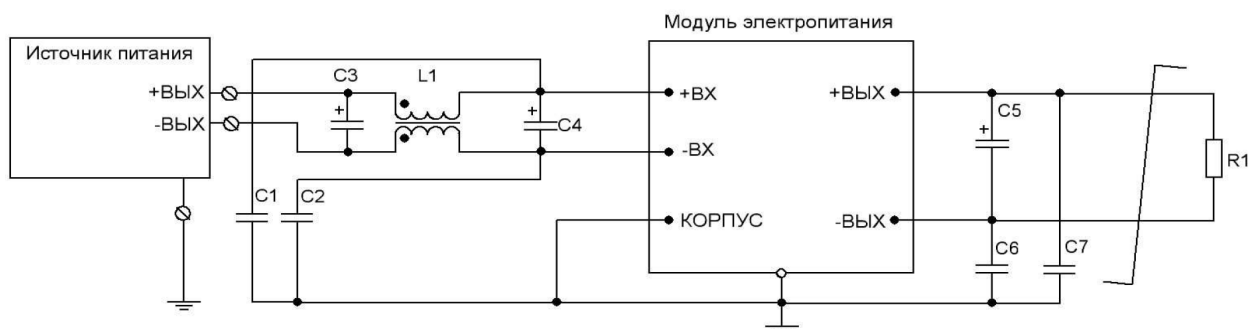 Модуль электропитания
Источник питания
+ВЫХ
-ВЫХ
C3
+
L1
+
C4
C1
C2
+ВХ
-ВХ
КОРПУС
+ВЫХ
-ВЫХ
C5
+
C6
C7
R1